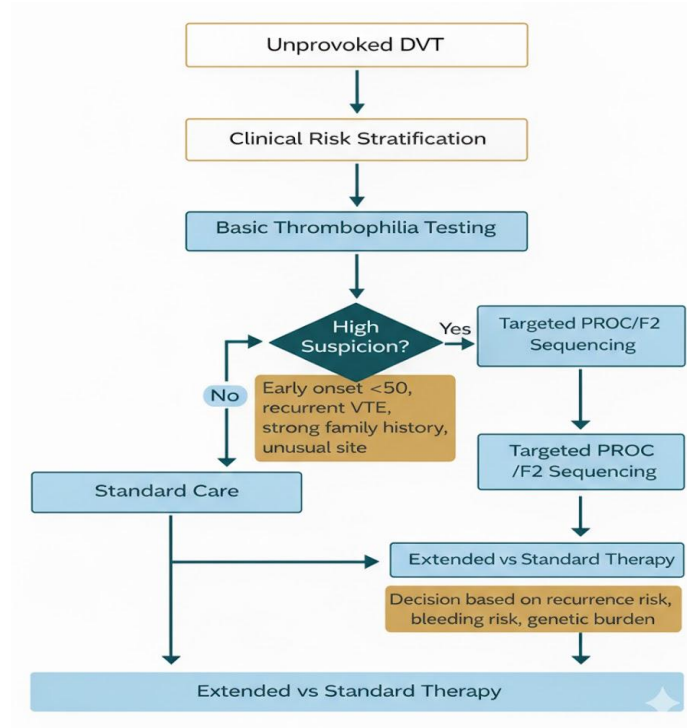 Unprovoked DVT
Clinical Risk Stratification
Basic Thrombophilia Testing
High
Suspicion?
Yes
Targeted PROC/F2
Sequencing
No
Early onset <50,
recurrent VTE,
strong family history,
unusual site
Targeted PROC
/F2 Sequencing
Standard Care
Extended vs Standard Therapy
Decision based on recurrence risk,
bleeding risk, genetic burden
Extended vs Standard Therapy